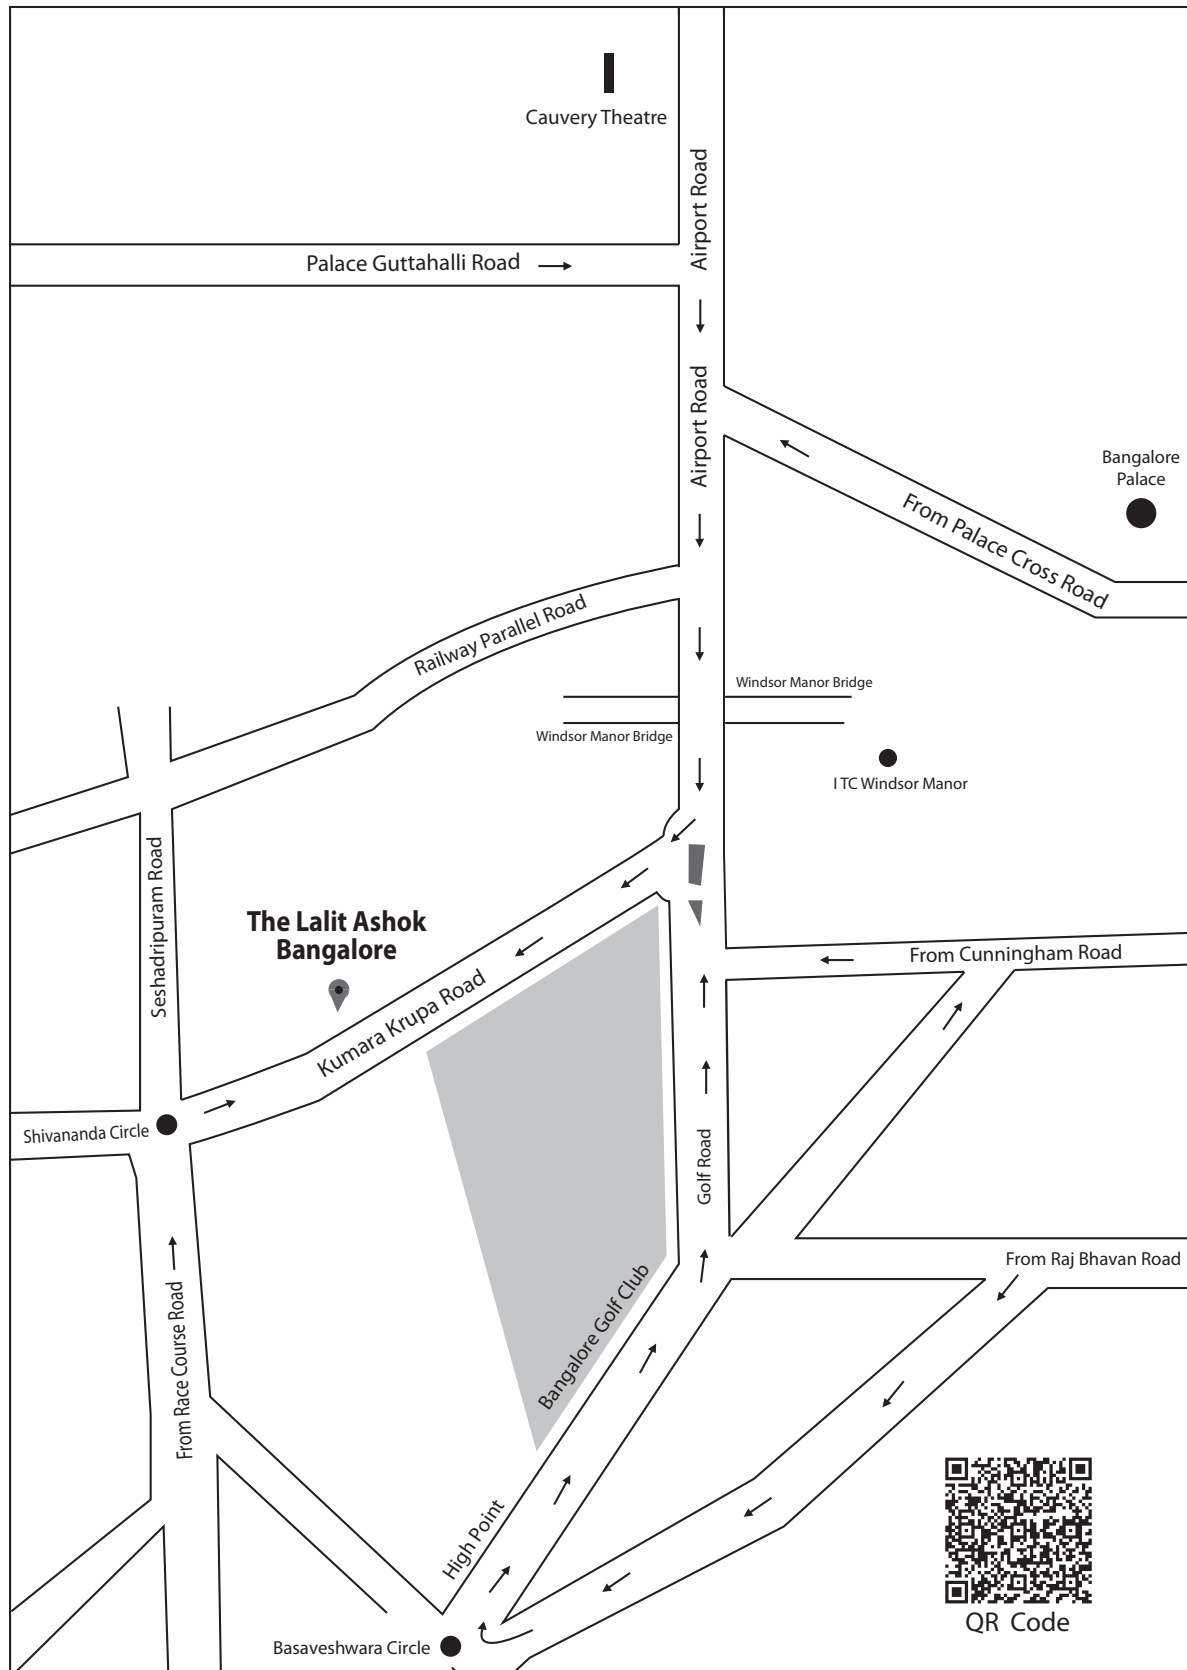 Cauvery Theatre
Airport Road
Palace Guttahalli Road
Airport Road
Bangalore
Palace
From Palace Cross Road
Railway Parallel Road
Windsor Manor Bridge
Windsor Manor Bridge
I TC Windsor Manor
Seshadripuram Road
The Lalit Ashok
Bangalore
From Cunningham Road
Kumara Krupa Road
Shivananda Circle
Golf Road
From Raj Bhavan Road
Bangalore Golf Club
From Race Course Road
High Point
QR Code
Basaveshwara Circle